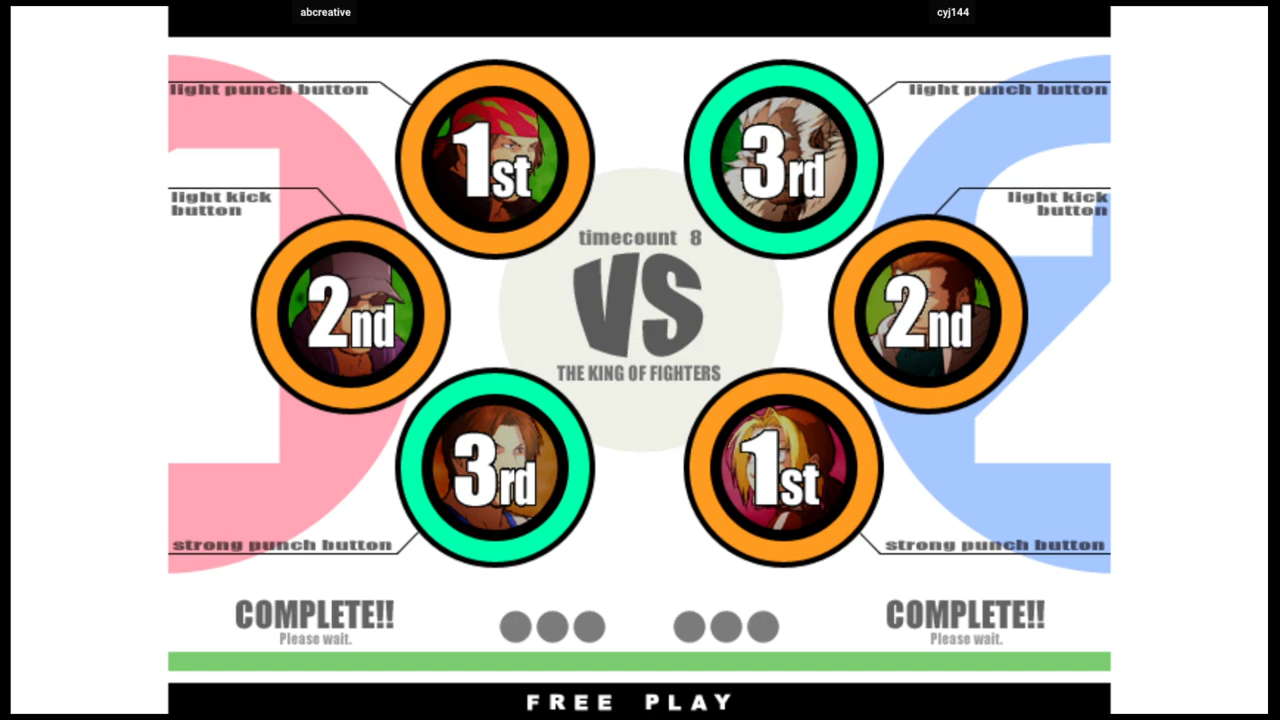 abcreative
cyj144
light punch button
light punch button
1st
3rd
light kick
button
light kick
button
timecount 8
VS
THE KING OF FIGHTERS
2nd
2nd
3rd
1st
strong punch button
strong punch button
COMPLETE!!
Please wait.
COMPLETE!!
Please wait.
FREE PLAY